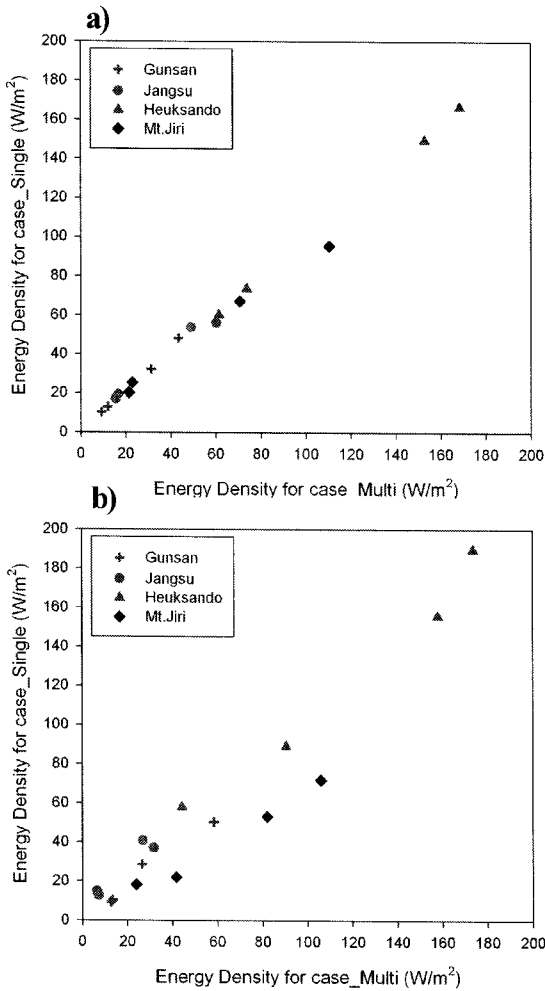 a)
Energy Density for case_Single (W/m²)
200
180
160
140
120
100
80
60
40
20
0
Gunsan
Jangsu
Heuksando
Mt.Jiri
0 20 40 60 80 100 120 140 160 180 200
Energy Density for case Multi (W/m²)
b)
Energy Density for case_Single (W/m²)
200
180
160
140
120
100
80
60
40
20
0
Gunsan
Jangsu
Heuksando
Mt.Jiri
0 20 40 60 80 100 120 140 160 180 200
Energy Density for case_Multi (W/m²)